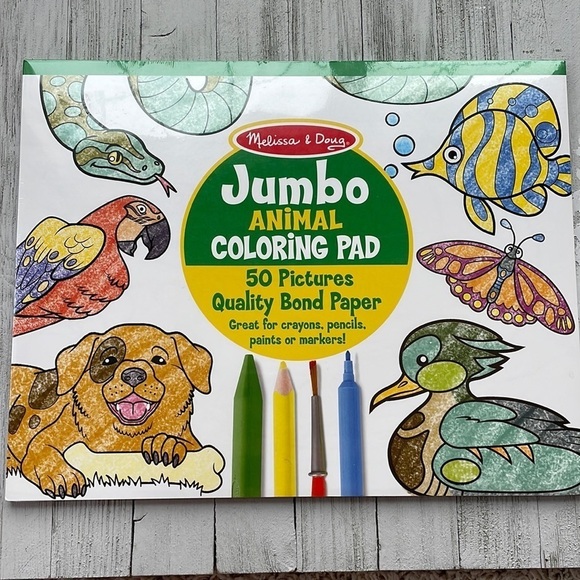 Melissa & Doug®
Jumbo
ANiMAL
COLORiNG PAD
50 Pictures
Quality Bond Paper
Great for crayons, pencils,
paints or markers!